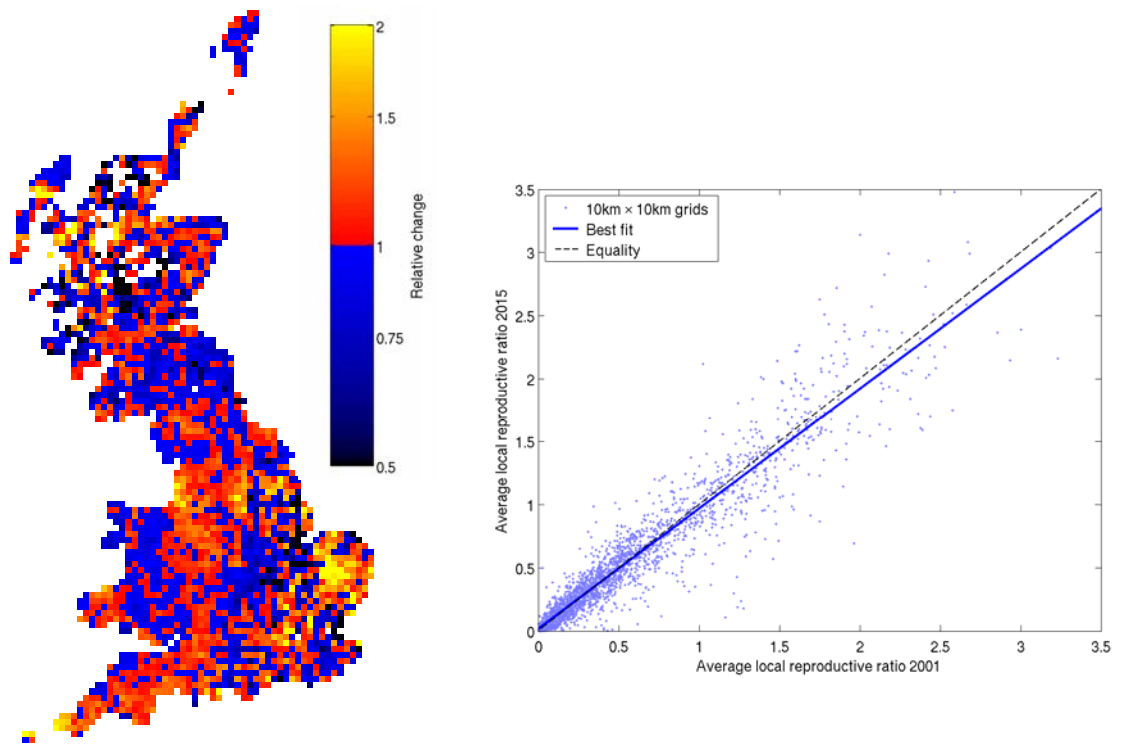 2
1.5
1
0.75
0.5
Relative change
3.5
3
2.5
2
1.5
1
0.5
0
Average local reproductive ratio 2015
10km × 10km grids
Best fit
Equality
0 0.5 1 1.5 2 2.5 3 3.5
Average local reproductive ratio 2001